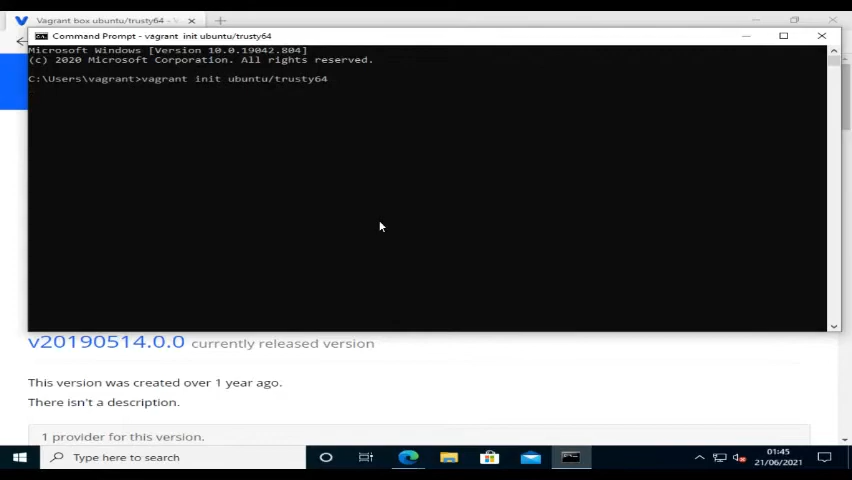 Vagrant box ubuntu/trusty64 - V
Command Prompt - vagrant init ubuntu/trusty64
Microsoft Windows [Version 10.0.19042.804]
(c) 2020 Microsoft Corporation. All rights reserved.
C:\Users\vagrant>vagrant init ubuntu/trusty64
v20190514.0.0 currently released version
This version was created over 1 year ago.
There isn't a description.
1 provider for this version.
Type here to search
01:45
21/06/2021